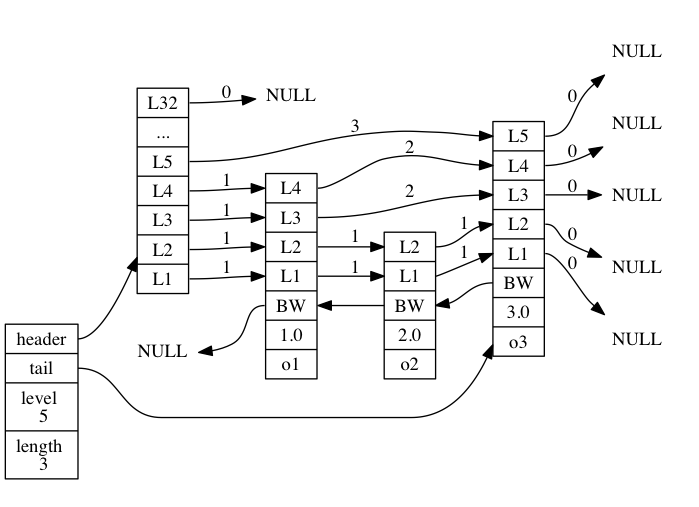 NULL
L32
0
NULL
0
...
3
L5
L5
NULL
2
L4
0
L4
1
L4
L3
0
NULL
L3
1
L3
2
L2
1
0
L2
1
L2
1
L2
L1
1
0
NULL
L1
1
L1
1
L1
BW
BW
BW
3.0
header
1.0
2.0
o3
NULL
NULL
tail
o1
o2
level
5
length
3